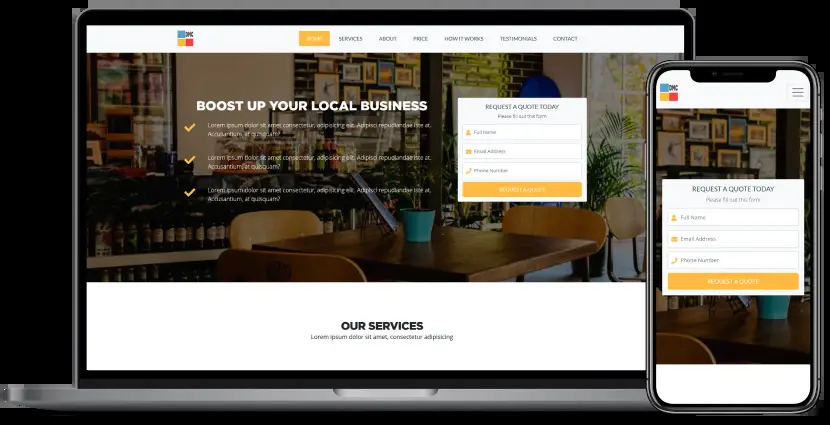 DMC
HOME
SERVICES
ABOUT
PRICE
HOW IT WORKS
TESTIMONIALS
CONTACT
BOOST UP YOUR LOCAL BUSINESS
Lorem ipsum dolor sit amet consectetur, adipisicing elit. Adipisci repudiandae iste at.
Accusantium, at quisquam?
Lorem ipsum dolor sit amet consectetur, adipisicing elit. Adipisci repudiandae iste at.
Accusantium, at quisquam?
Lorem ipsum dolor sit amet consectetur, adipisicing elit. Adipisci repudiandae iste at.
Accusantium, at quisquam?
REQUEST A QUOTE TODAY
Please fill out this form
Full Name
Email Address
Phone Number
REQUEST A QUOTE
OUR SERVICES
Lorem ipsum dolor sit amet, consectetur adipisicing
DMC
REQUEST A QUOTE TODAY
Please fill out this form
Full Name
Email Address
Phone Number
REQUEST A QUOTE